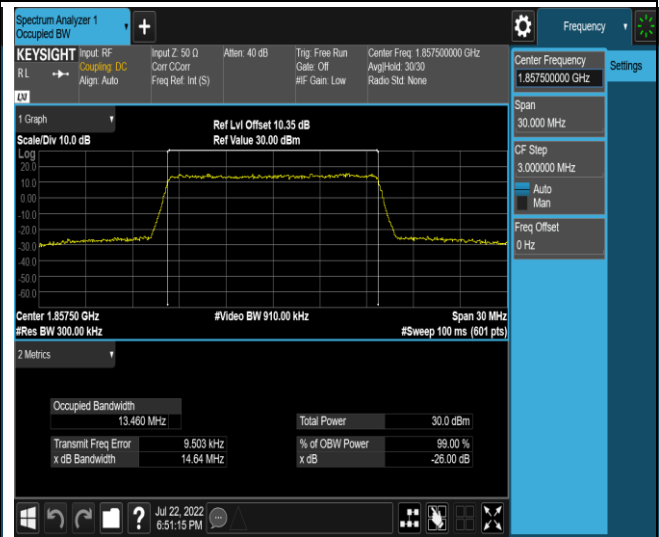 Spectrum Analyzer 1
Occupied BW
+
Frequency
KEYSIGHT
RL
LXI
Input: RF
Coupling: DC
Align: Auto
Input Z: 50 Ω
Corr CCorr
Freq Ref: Int (S)
Atten: 40 dB
Trig: Free Run
Gate: Off
#IF Gain: Low
Center Freq: 1.857500000 GHz
Avg|Hold: 30/30
Radio Std: None
Center Frequency
1.857500000 GHz
Settings
Span
30.000 MHz
CF Step
3.000000 MHz
Auto
Man
Freq Offset
0 Hz
1 Graph
Scale/Div 10.0 dB
Ref Lvl Offset 10.35 dB
Ref Value 30.00 dBm
Log
20.0
10.0
0.00
-10.0
-20.0
-30.0
-40.0
-50.0
-60.0
Center 1.85750 GHz
#Video BW 910.00 kHz
Span 30 MHz
#Res BW 300.00 kHz
#Sweep 100 ms (601 pts)
2 Metrics
Occupied Bandwidth
13.460 MHz
Total Power 30.0 dBm
Transmit Freq Error 9.503 kHz
% of OBW Power 99.00 %
x dB Bandwidth 14.64 MHz
x dB -26.00 dB
?
Jul 22, 2022
6:51:15 PM